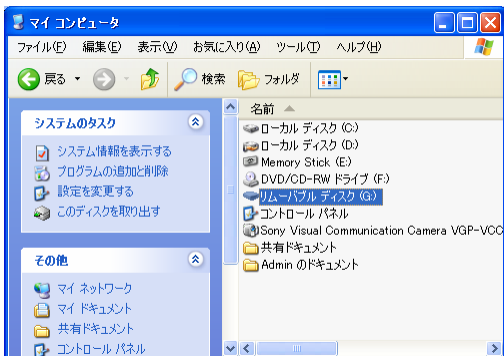 マイ コンピュータ
ファイル(F) 編集(E) 表示(V) お気に入り(A) ツール(T) ヘルプ(H)
戻る 検索 フォルダ
システムのタスク
システム情報を表示する
プログラムの追加と削除
設定を変更する
このディスクを取り出す
その他
マイ ネットワーク
マイ ドキュメント
共有ドキュメント
コントロール パネル
名前
ローカル ディスク (C:)
ローカル ディスク (D:)
Memory Stick (E:)
DVD/CD-RW ドライブ (F:)
リムーバブル ディスク (G:)
コントロール パネル
Sony Visual Communication Camera VGP-VCC
共有ドキュメント
Admin のドキュメント